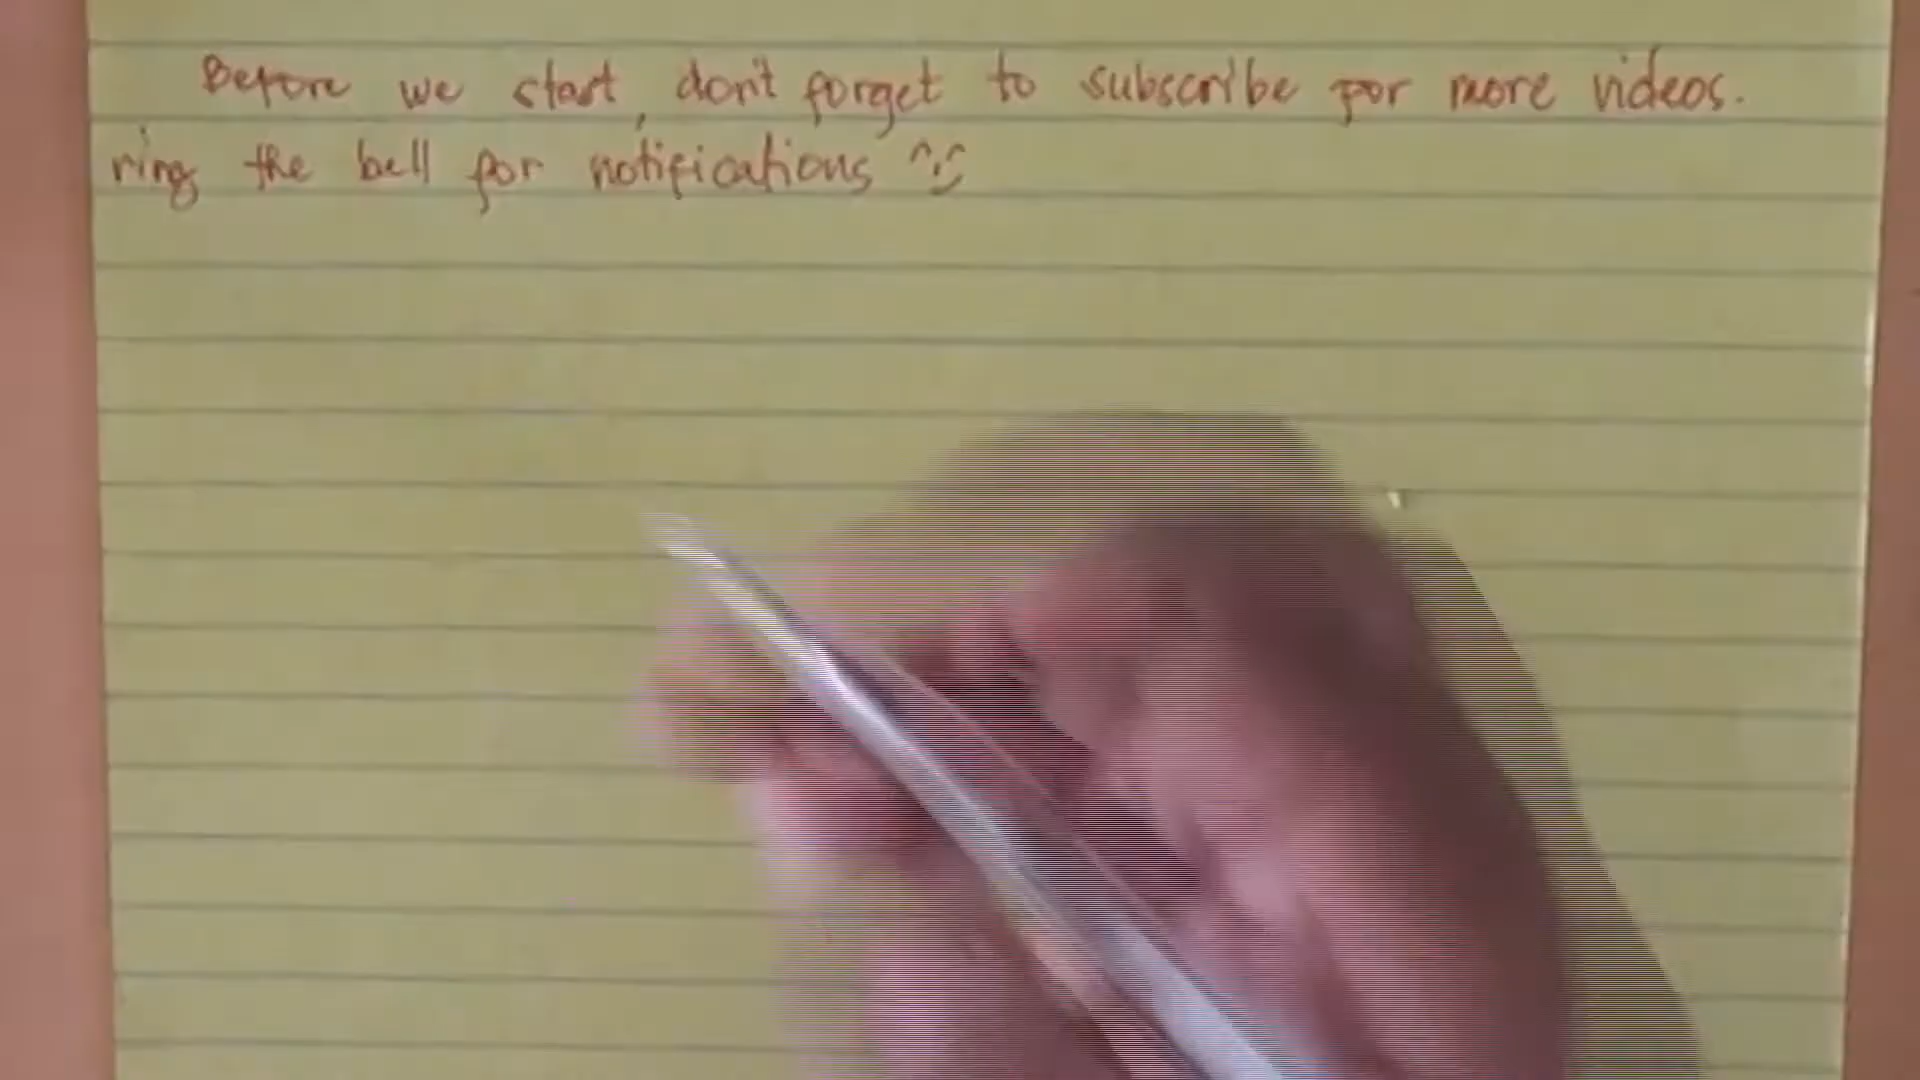 Before we start, don't forget to subscribe for more videos.
ring the bell for notifications ^.^